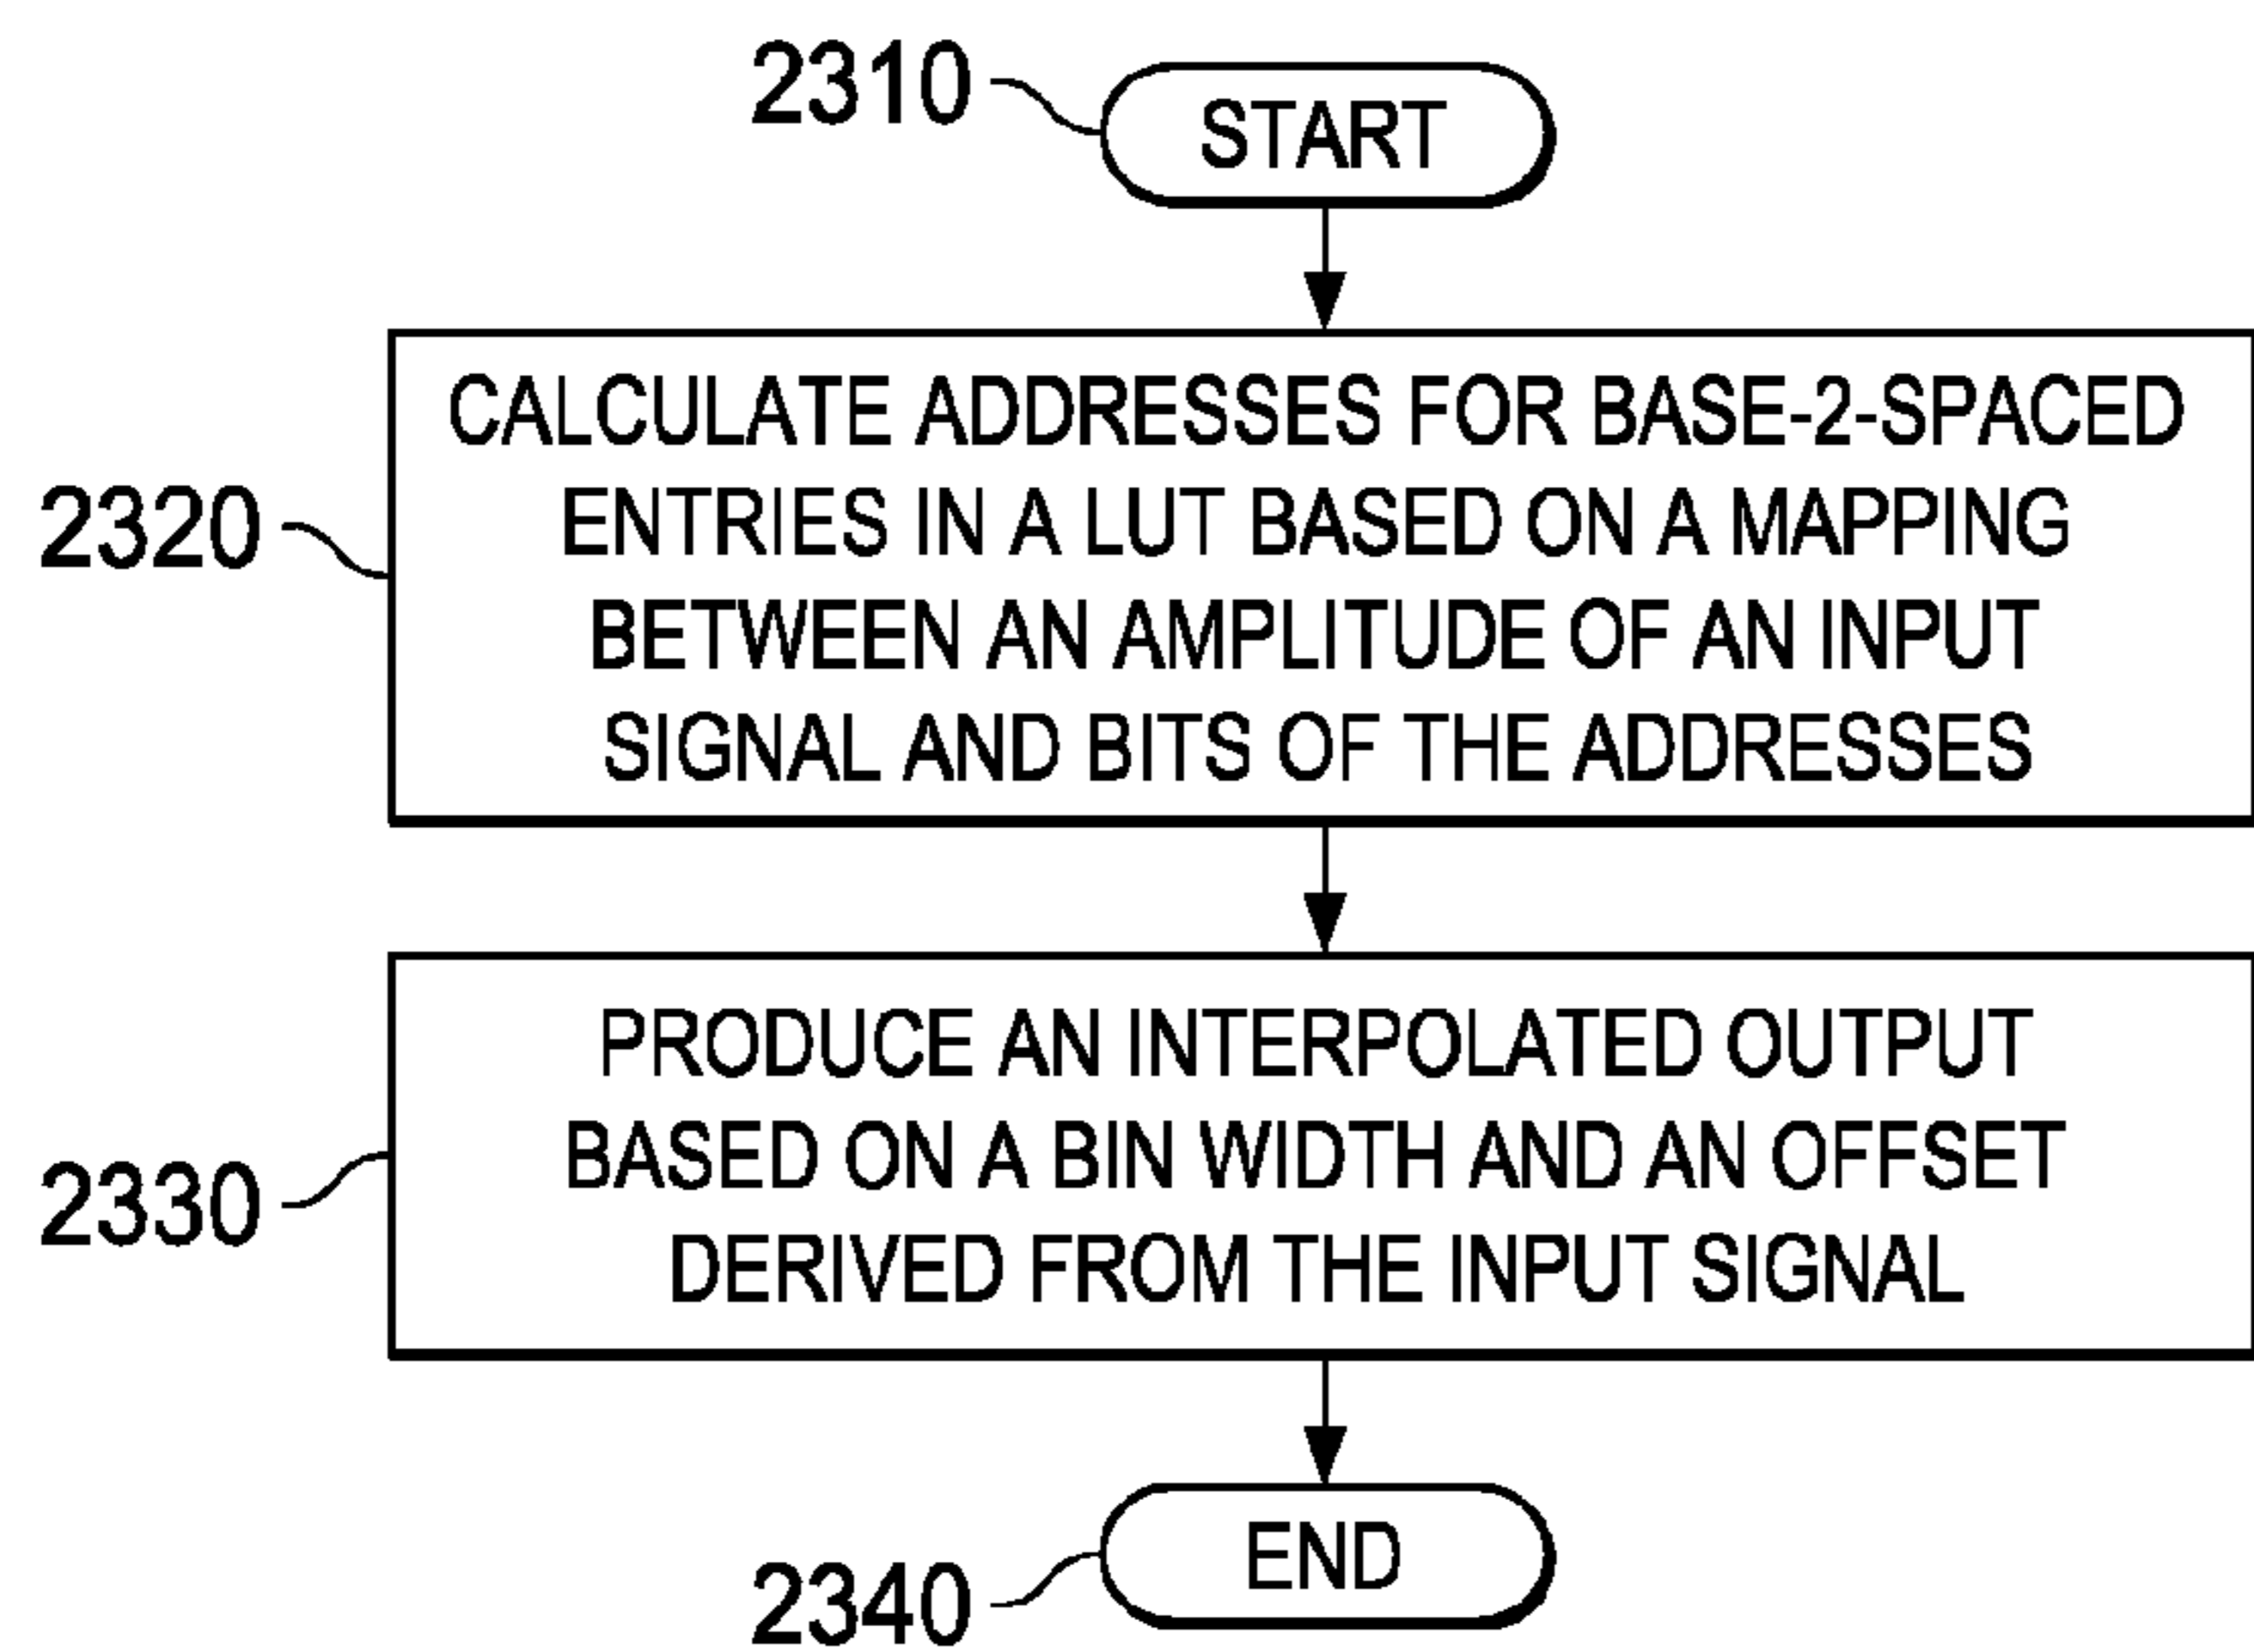 2310
START
2320
CALCULATE ADDRESSES FOR BASE-2-SPACED
ENTRIES IN A LUT BASED ON A MAPPING
BETWEEN AN AMPLITUDE OF AN INPUT
SIGNAL AND BITS OF THE ADDRESSES
2330
PRODUCE AN INTERPOLATED OUTPUT
BASED ON A BIN WIDTH AND AN OFFSET
DERIVED FROM THE INPUT SIGNAL
2340
END